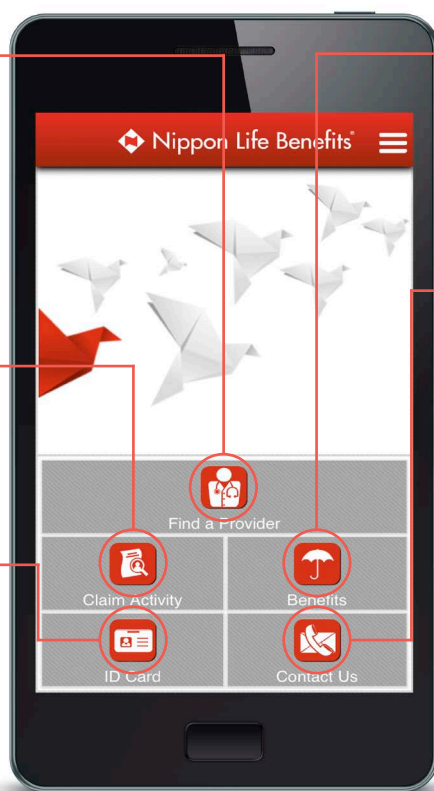 Nippon Life Benefits®
Find a Provider
Claim Activity
Benefits
ID Card
Contact Us